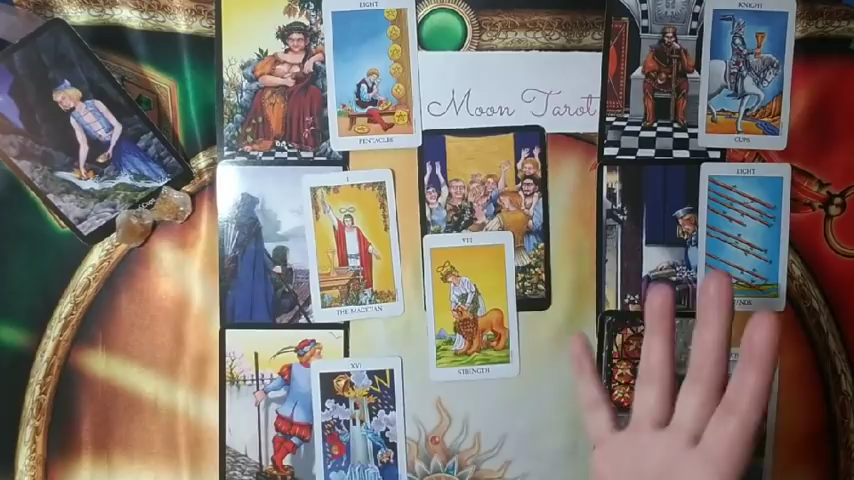 EIGHT
PENTACLES
Moon Tarot
KNIGHT
CUPS
I
THE MAGICIAN
EIGHT
VIII
STRENGTH
XVI